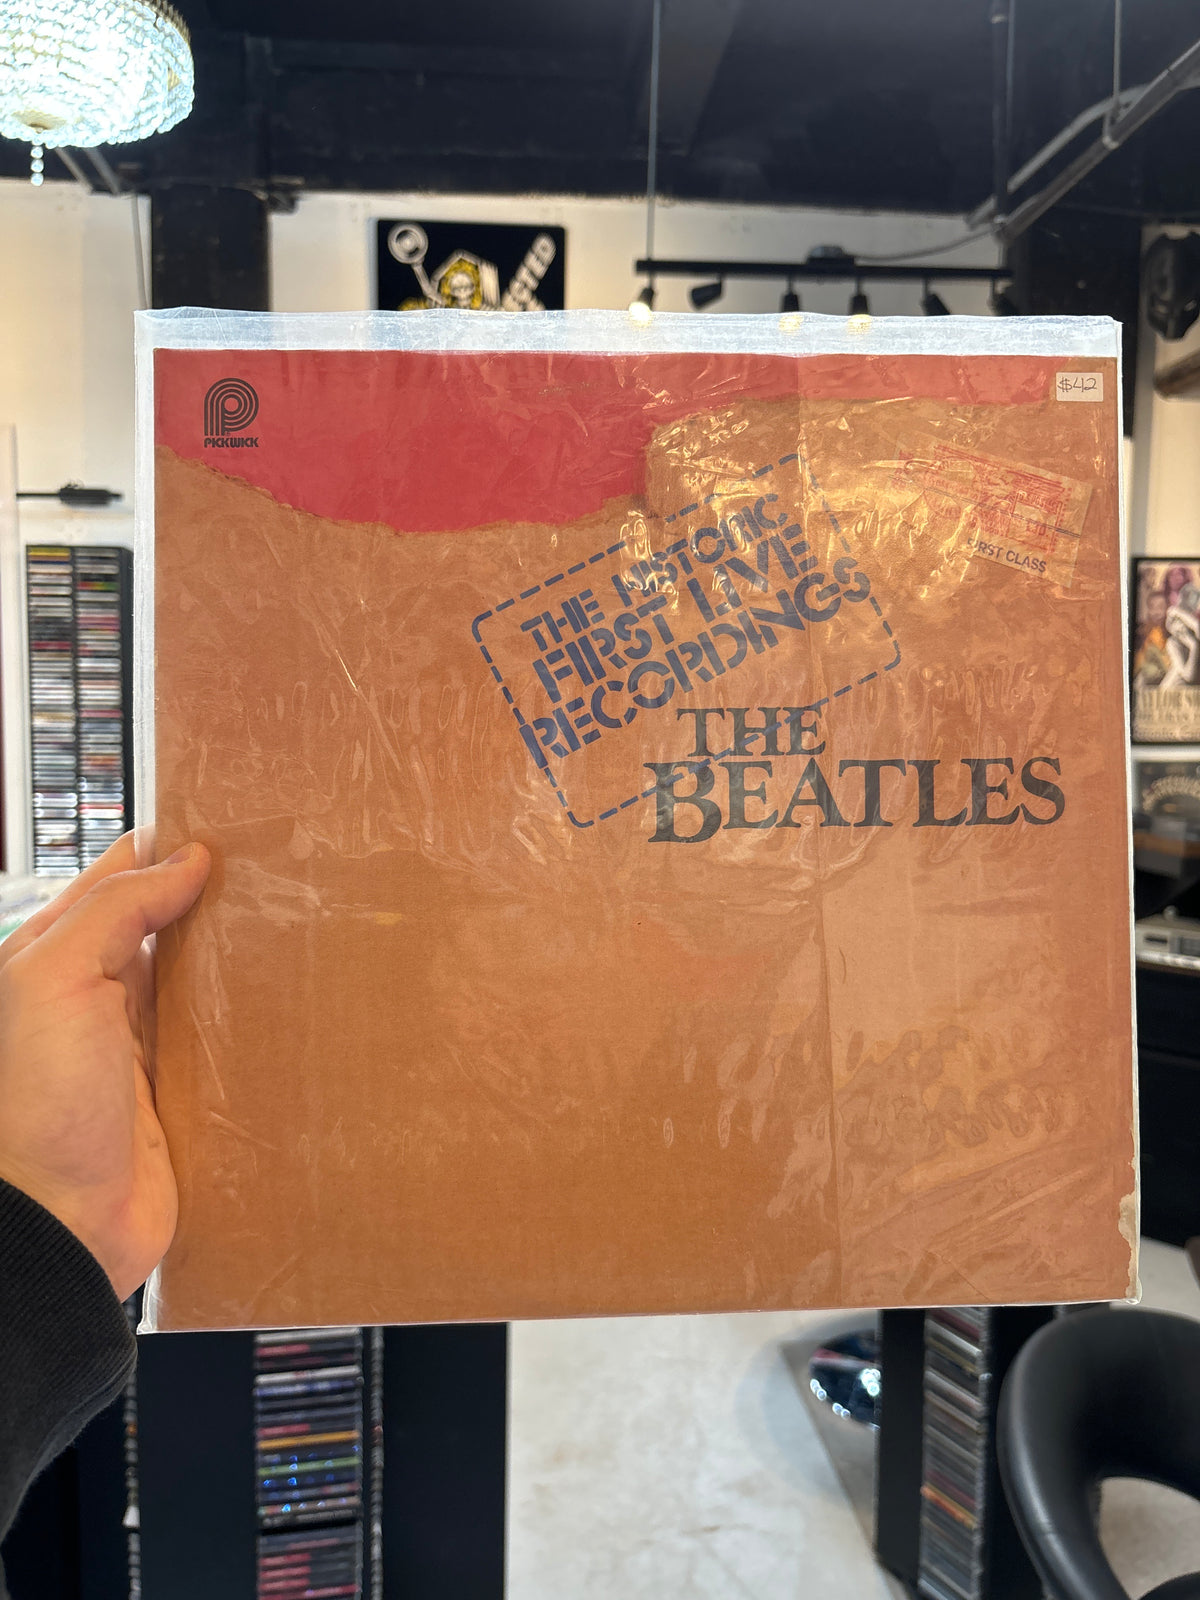 PICKWICK
$42
THE HISTORIC
FIRST LIVE
RECORDINGS
FIRST CLASS
THE
BEATLES